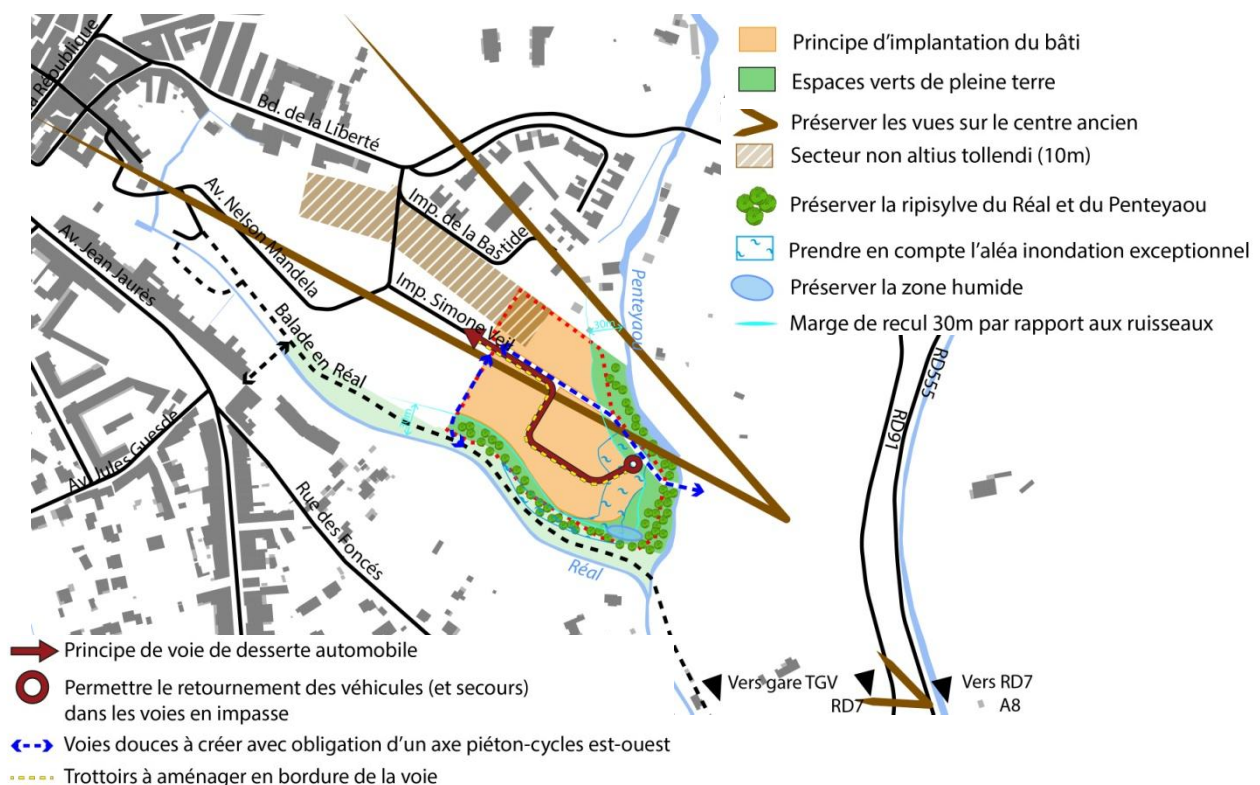 Principe d'implantation du bâti
Espaces verts de pleine terre
Préserver les vues sur le centre ancien
Secteur non altius tollendi (10m)
Préserver la ripisylve du Réal et du Penteyaou
Prendre en compte l'aléa inondation exceptionnel
Préserver la zone humide
Marge de recul 30m par rapport aux ruisseaux
République
Bd. de la Liberté
Av. Nelson Mandela
Imp. de la Bastide
Av. Jean Jaurès
Imp. Simone Veil
Penteyaou
30m
Balade en Réal
Av. Jules Guesde
Rue des Foncés
Réal
RD91
RD555
Principe de voie de desserte automobile
Permettre le retournement des véhicules (et secours)
dans les voies en impasse
Voies douces à créer avec obligation d'un axe piéton-cycles est-ouest
Trottoirs à aménager en bordure de la voie
Vers gare TGV
RD7
Vers RD7
A8